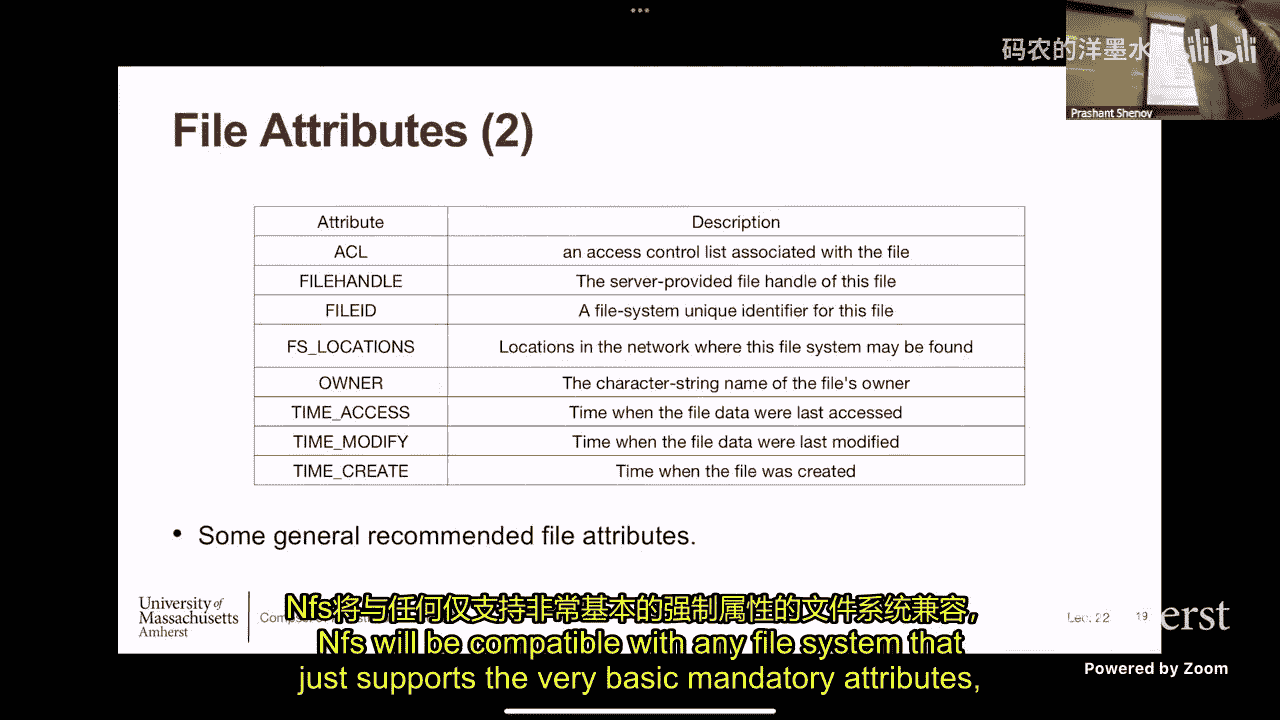 码农的洋墨水
bilibili
Prashant Shenoy
File Attributes (2)
Attribute Description
ACL an access control list associated with the file
FILEHANDLE The server-provided file handle of this file
FILEID A file-system unique identifier for this file
FS_LOCATIONS Locations in the network where this file system may be found
OWNER The character-string name of the file's owner
TIME_ACCESS Time when the file data were last accessed
TIME_MODIFY Time when the file data were last modified
TIME_CREATE Time when the file was created
• Some general recommended file attributes.
University of
Massachusetts
Amherst
Lec. 22 19
erst
Nfs将与任何仅支持非常基本的强制属性的文件系统兼容,
Nfs will be compatible with any file system that
just supports the very basic mandatory attributes,
Powered by Zoom